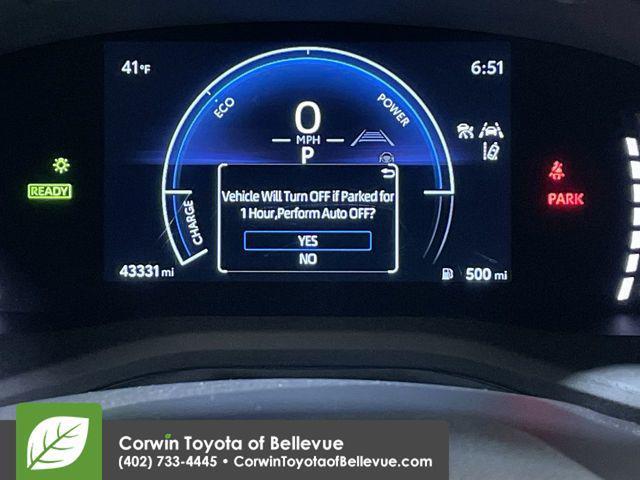 41°F
6:51
ECO
POWER
0
MPH
P
READY
Vehicle Will Turn OFF if Parked for
1 Hour,Perform Auto OFF?
YES
NO
CHARGE
PARK
43331 mi
500 mi
Corwin Toyota of Bellevue
(402) 733-4445 • CorwinToyotaofBellevue.com